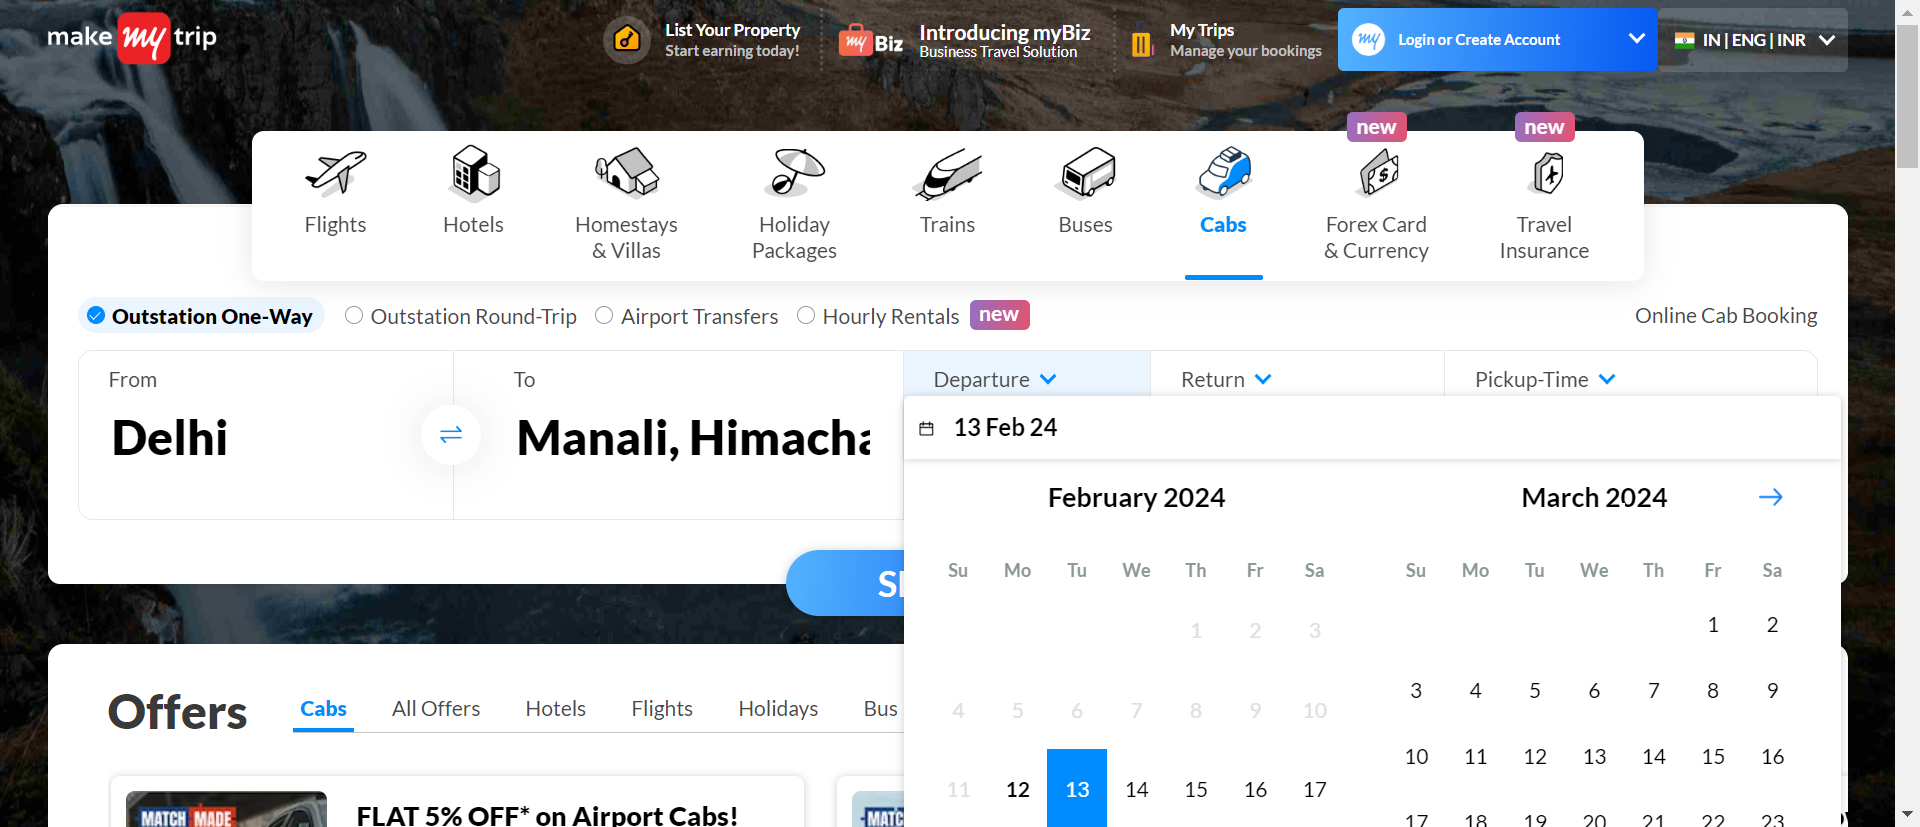 make my trip
List Your Property
Start earning today!
my Biz
Introducing myBiz
Business Travel Solution
My Trips
Manage your bookings
my
Login or Create Account
IN | ENG | INR
new
new
Flights
Hotels
Homestays
& Villas
Holiday
Packages
Trains
Buses
Cabs
Forex Card
& Currency
Travel
Insurance
Outstation One-Way
Outstation Round-Trip
Airport Transfers
Hourly Rentals
new
Online Cab Booking
From
Delhi
To
Manali, Himacha
Departure
Return
Pickup-Time
13 Feb 24
February 2024
March 2024
Su Mo Tu We Th Fr Sa
Su Mo Tu We Th Fr Sa
1 2 3
1 2
4 5 6 7 8 9 10
3 4 5 6 7 8 9
11 12 13 14 15 16 17
10 11 12 13 14 15 16
17 18 19 20 21 22 23
Offers
Cabs
All Offers
Hotels
Flights
Holidays
Bus
MATCH MADE
FLAT 5% OFF* on Airport Cabs!
MATC